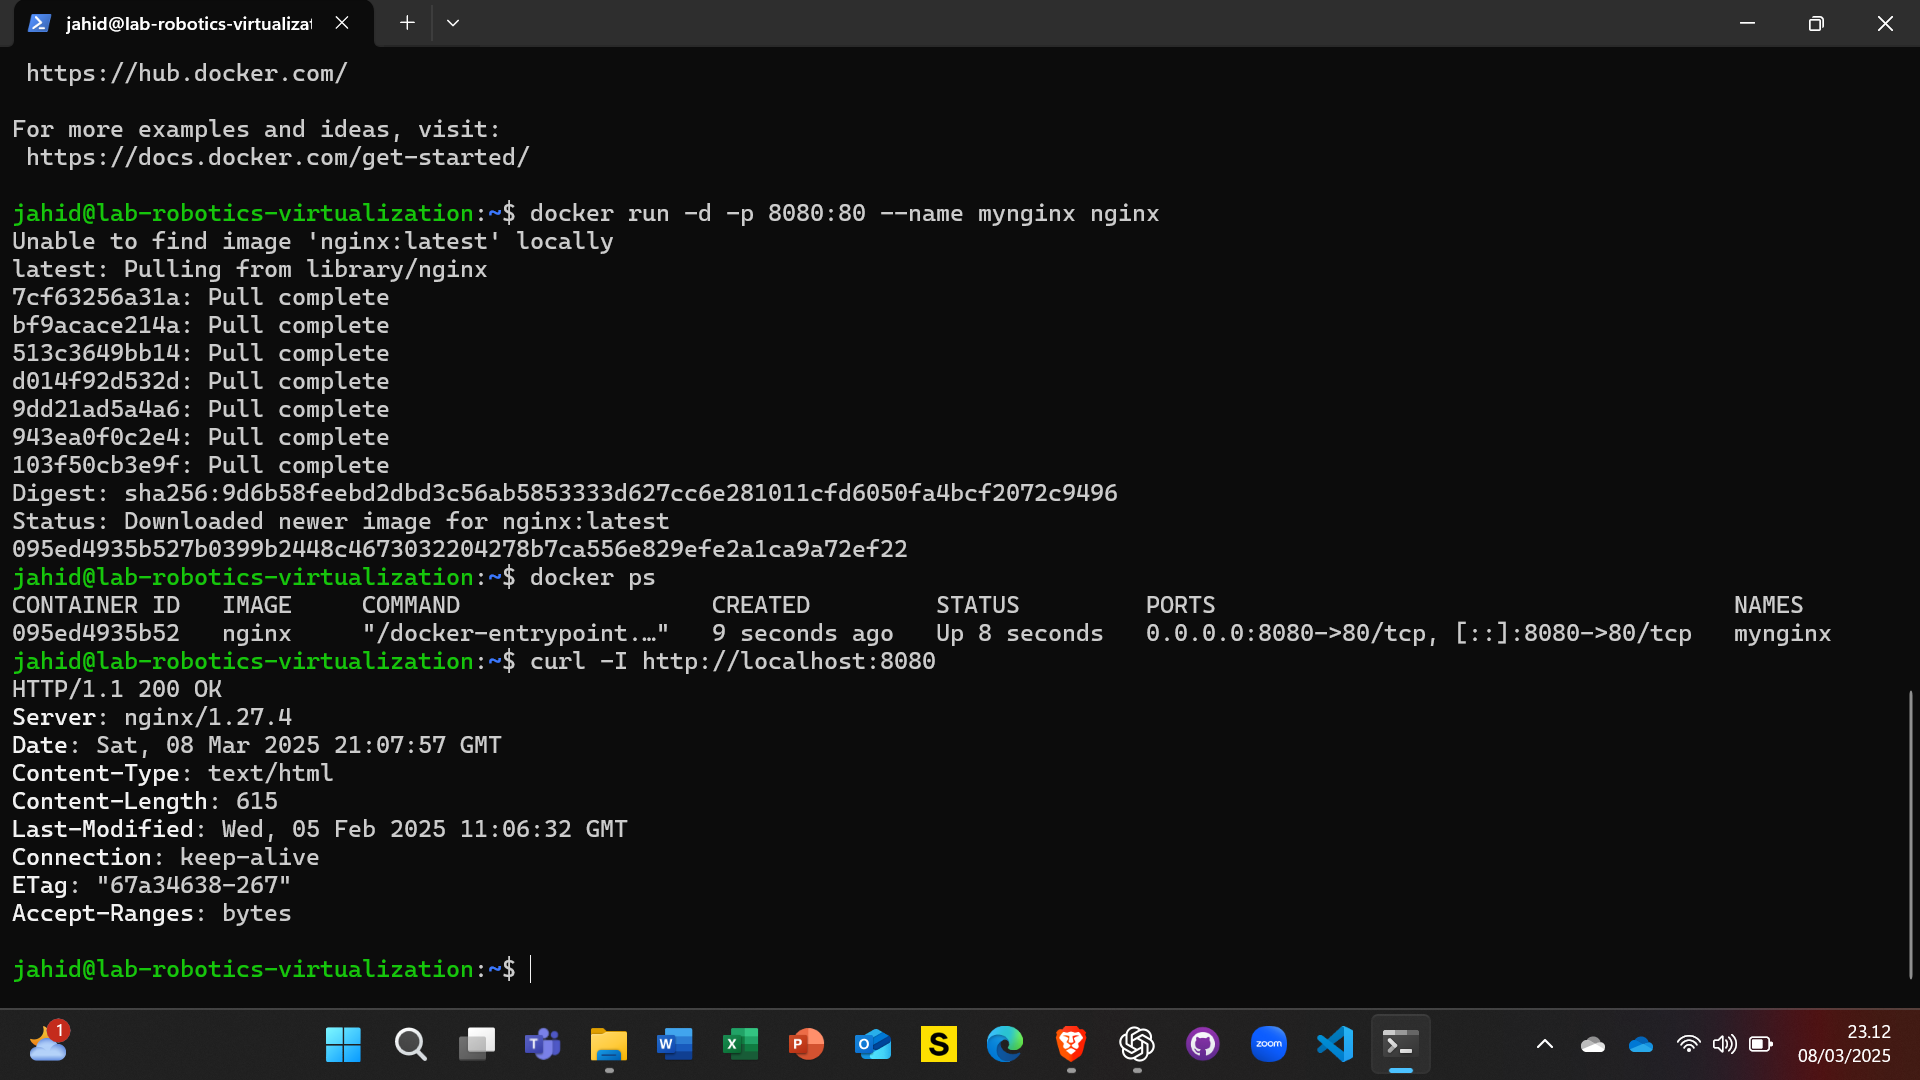 jahid@lab-robotics-virtualizat
https://hub.docker.com/
For more examples and ideas, visit:
https://docs.docker.com/get-started/
jahid@lab-robotics-virtualization:~$ docker run -d -p 8080:80 --name mynginx nginx
Unable to find image 'nginx:latest' locally
latest: Pulling from library/nginx
7cf63256a31a: Pull complete
bf9acace214a: Pull complete
513c3649bb14: Pull complete
d014f92d532d: Pull complete
9dd21ad5a4a6: Pull complete
943ea0f0c2e4: Pull complete
103f50cb3e9f: Pull complete
Digest: sha256:9d6b58feebd2dbd3c56ab5853333d627cc6e281011cfd6050fa4bcf2072c9496
Status: Downloaded newer image for nginx:latest
095ed4935b527b0399b2448c4673032204278b7ca556e829efe2a1ca9a72ef22
jahid@lab-robotics-virtualization:~$ docker ps
CONTAINER ID   IMAGE     COMMAND                  CREATED         STATUS         PORTS                                     NAMES
095ed4935b52   nginx     "/docker-entrypoint.…"   9 seconds ago   Up 8 seconds   0.0.0.0:8080->80/tcp, [::]:8080->80/tcp   mynginx
jahid@lab-robotics-virtualization:~$ curl -I http://localhost:8080
HTTP/1.1 200 OK
Server: nginx/1.27.4
Date: Sat, 08 Mar 2025 21:07:57 GMT
Content-Type: text/html
Content-Length: 615
Last-Modified: Wed, 05 Feb 2025 11:06:32 GMT
Connection: keep-alive
ETag: "67a34638-267"
Accept-Ranges: bytes
jahid@lab-robotics-virtualization:~$
1
T
W
X
P
O
S
zoom
23.12
08/03/2025